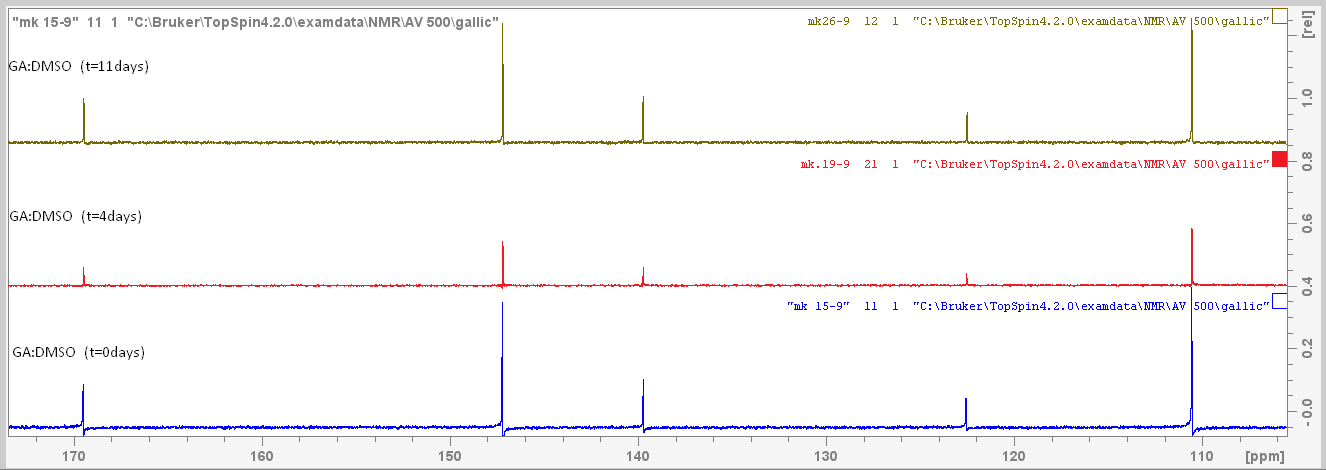 "mk 15-9" 11 1 "C:\Bruker\TopSpin4.2.0\examdata\NMR\AV 500\gallic"
mk26-9 12 1 "C:\Bruker\TopSpin4.2.0\examdata\NMR\AV 500\gallic"
[rel]
GA:DMSO (t=11days)
1.0
mk.19-9 21 1 "C:\Bruker\TopSpin4.2.0\examdata\NMR\AV 500\gallic"
0.8
GA:DMSO (t=4days)
0.6
0.4
"mk 15-9" 11 1 "C:\Bruker\TopSpin4.2.0\examdata\NMR\AV 500\gallic"
GA:DMSO (t=0days)
0.2
-0.0
170 160 150 140 130 120 110 [ppm]